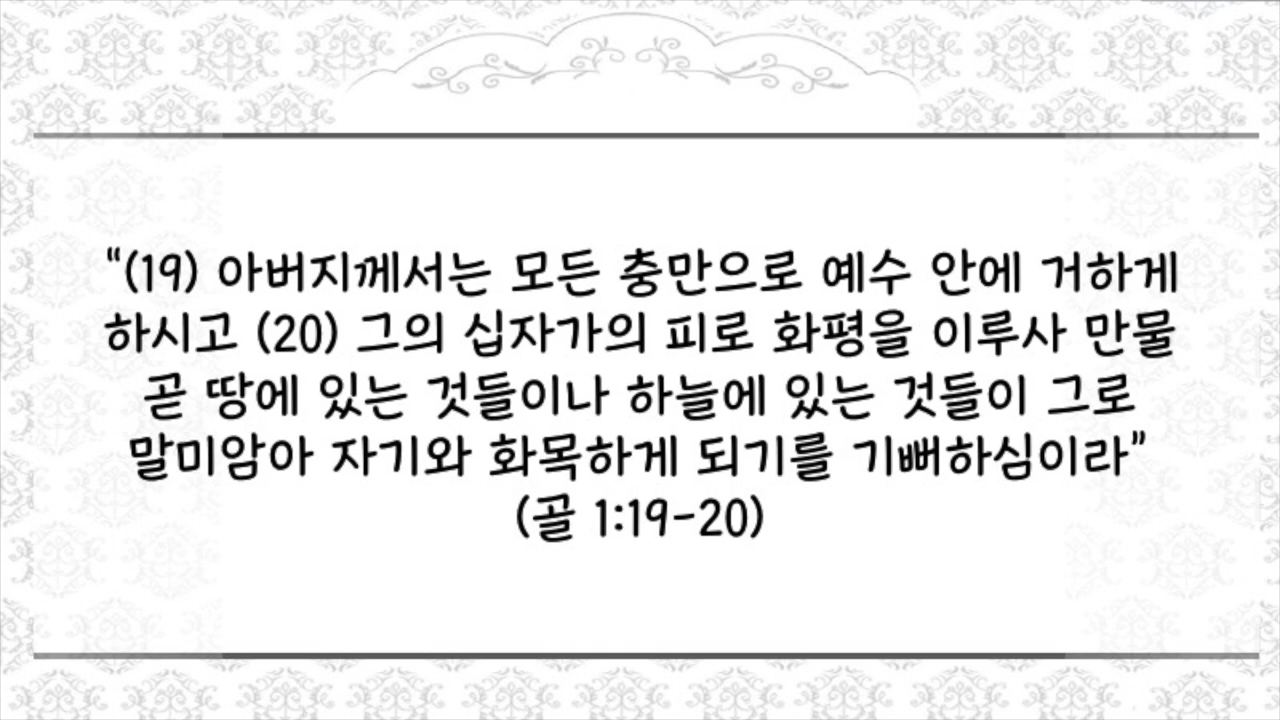 “(19) 아버지께서는 모든 충만으로 예수 안에 거하게
하시고 (20) 그의 십자가의 피로 화평을 이루사 만물
곧 땅에 있는 것들이나 하늘에 있는 것들이 그로
말미암아 자기와 화목하게 되기를 기뻐하심이라”
(골 1:19-20)